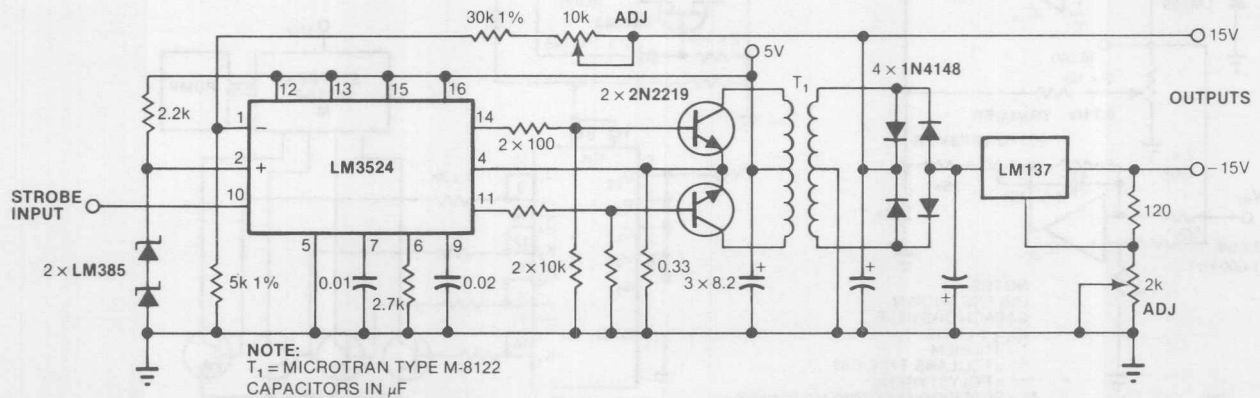 30k 1%
10k
ADJ
15V
5V
T1
4 × 1N4148
OUTPUTS
12
13
15
16
2 × 2N2219
2.2k
1
−
14
2 × 100
2
+
LM3524
4
LM137
−15V
STROBE
INPUT
10
11
120
5
7
6
9
2 × LM385
5k 1%
0.01
2.7k
0.02
2 × 10k
0.33
3 × 8.2
+
+
+
2k
ADJ
NOTE:
T1 = MICROTRAN TYPE M-8122
CAPACITORS IN μF